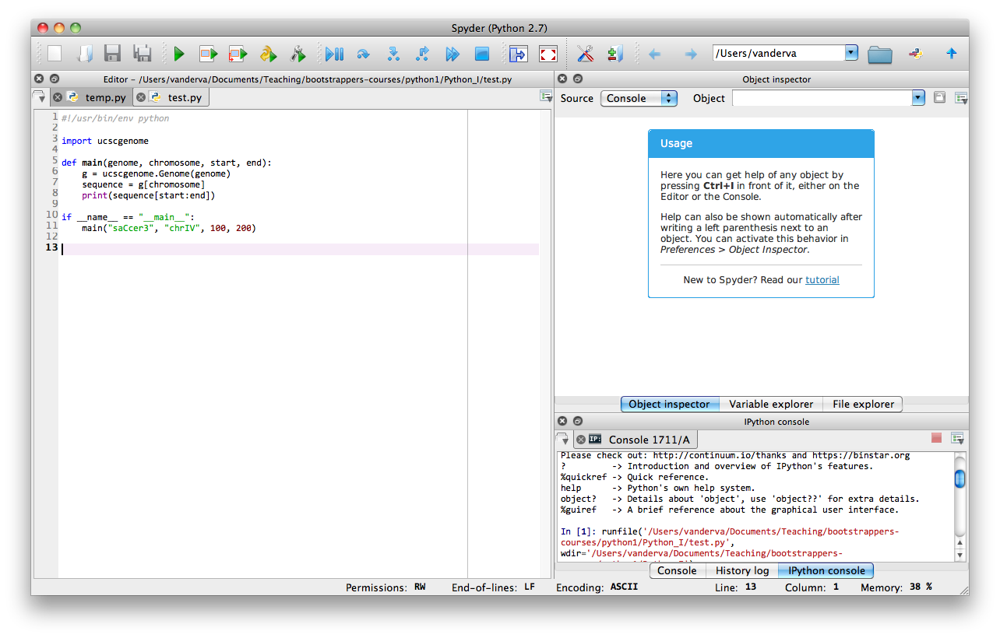 Spyder (Python 2.7)
/Users/vanderva
Editor - /Users/vanderva/Documents/Teaching/bootstrappers-courses/python1/Python_I/test.py
temp.py
test.py
1 #!/usr/bin/env python
2
3 import ucscgenome
4
5 def main(genome, chromosome, start, end):
6     g = ucscgenome.Genome(genome)
7     sequence = g[chromosome]
8     print(sequence[start:end])
9
10 if __name__ == "__main__":
11     main("saCcer3", "chrIV", 100, 200)
12
13
Object inspector
Source Console Object
Usage
Here you can get help of any object by
pressing Ctrl+I in front of it, either on the
Editor or the Console.
Help can also be shown automatically after
writing a left parenthesis next to an
object. You can activate this behavior in
Preferences > Object Inspector.
New to Spyder? Read our tutorial
Object inspector Variable explorer File explorer
IPython console
IP: Console 1711/A
Please check out: http://continuum.io/thanks and https://binstar.org
?         -> Introduction and overview of IPython's features.
%quickref -> Quick reference.
help      -> Python's own help system.
object?   -> Details about 'object', use 'object??' for extra details.
%guiref   -> A brief reference about the graphical user interface.
In [1]: runfile('/Users/vanderva/Documents/Teaching/bootstrappers-
courses/python1/Python_I/test.py',
wdir='/Users/vanderva/Documents/Teaching/bootstrappers-
Console History log IPython console
Permissions: RW End-of-lines: LF Encoding: ASCII Line: 13 Column: 1 Memory: 38 %